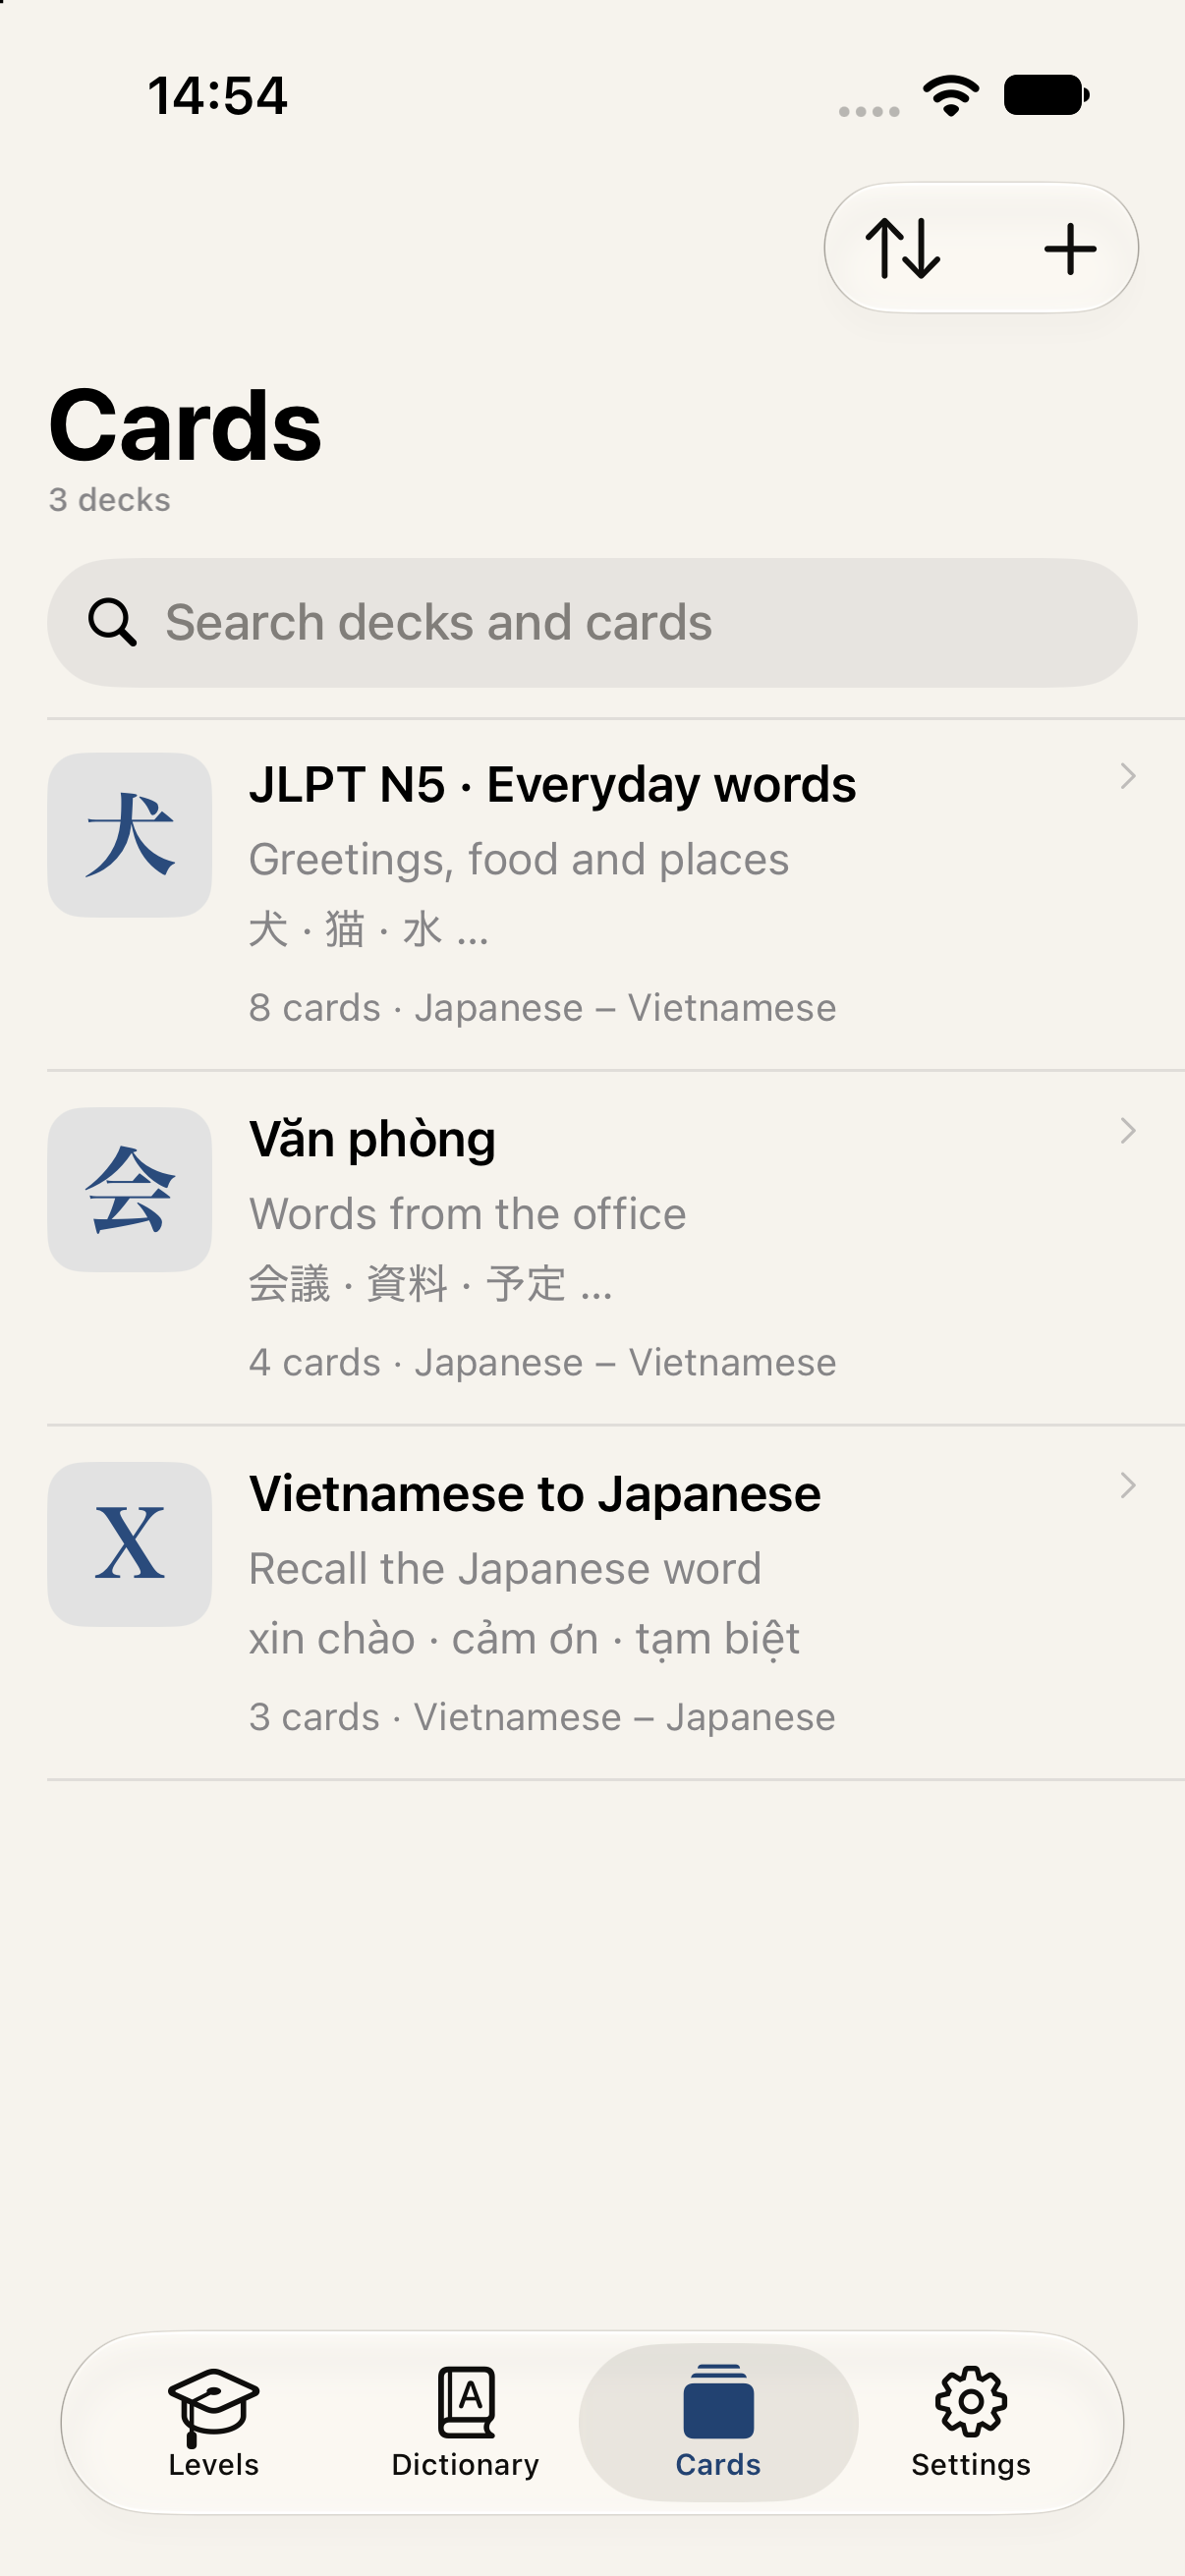 14:54
Cards
3 decks
Search decks and cards
犬
JLPT N5 · Everyday words
Greetings, food and places
犬 · 猫 · 水 ...
8 cards · Japanese – Vietnamese
会
Văn phòng
Words from the office
会議 · 資料 · 予定 ...
4 cards · Japanese – Vietnamese
X
Vietnamese to Japanese
Recall the Japanese word
xin chào · cảm ơn · tạm biệt
3 cards · Vietnamese – Japanese
Levels
A
Dictionary
Cards
Settings